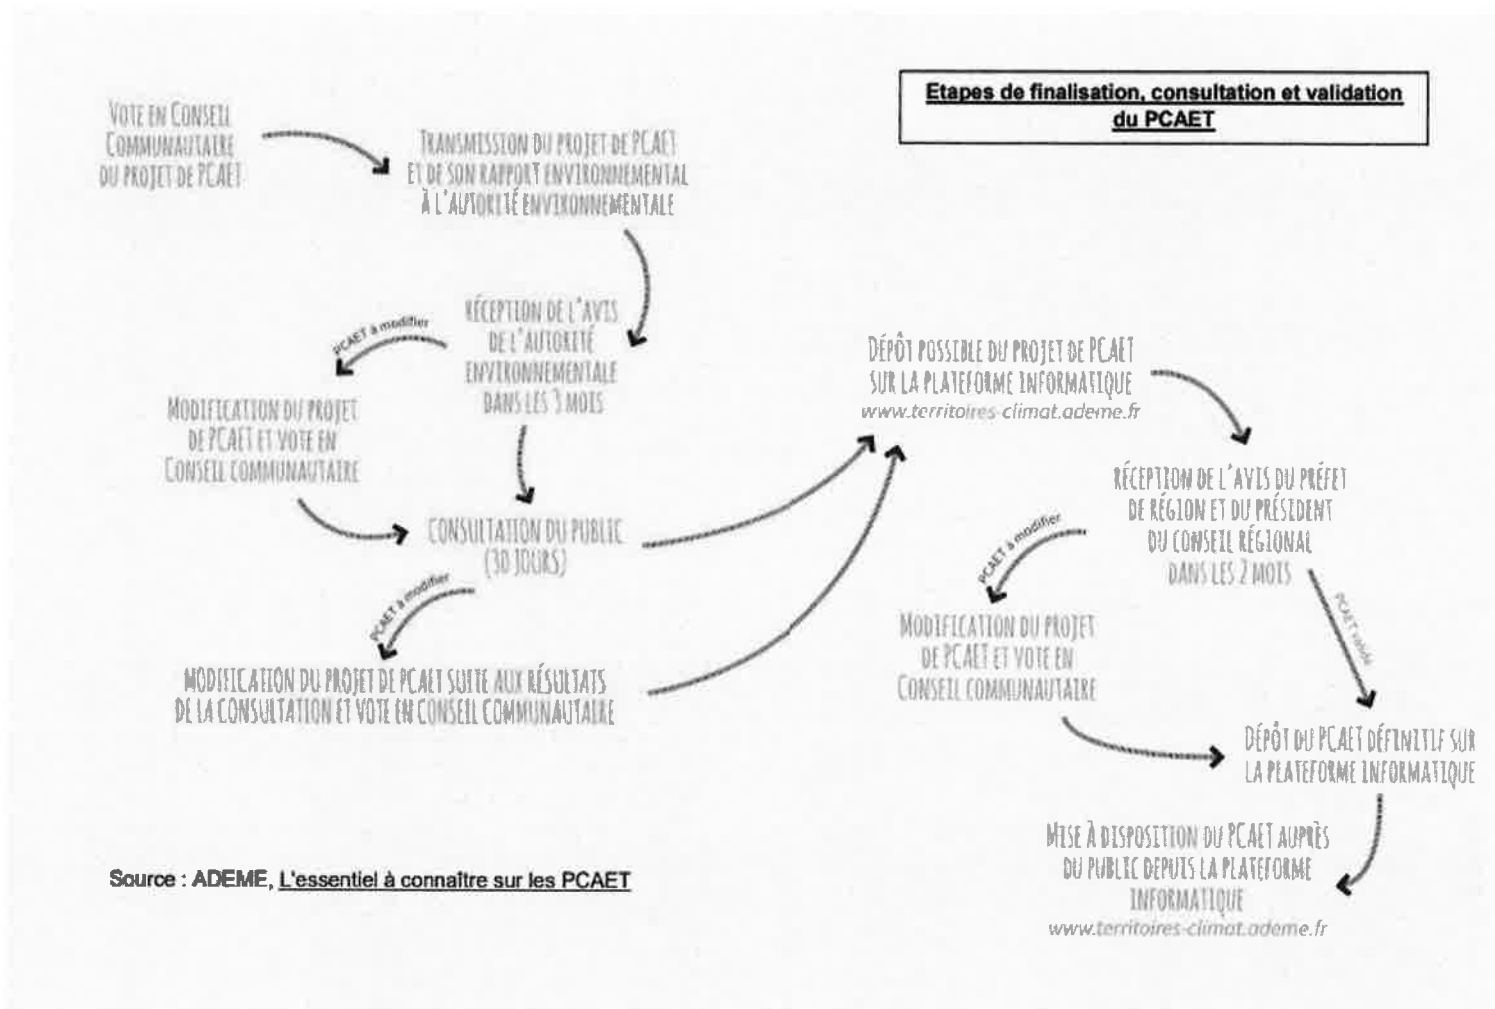 Etapes de finalisation, consultation et validation
du PCAET
VOTE EN CONSEIL
COMMUNAUTAIRE
DU PROJET DE PCAET
TRANSMISSION DU PROJET DE PCAET
ET DE SON RAPPORT ENVIRONNEMENTAL
À L'AUTORITÉ ENVIRONNEMENTALE
RÉCEPTION DE L'AVIS
DE L'AUTORITÉ
ENVIRONNEMENTALE
DANS LES 3 MOIS
PCAET à modifier
MODIFICATION DU PROJET
DE PCAET ET VOTE EN
CONSEIL COMMUNAUTAIRE
CONSULTATION DU PUBLIC
(30 JOURS)
PCAET à modifier
MODIFICATION DU PROJET DE PCAET SUITE AUX RÉSULTATS
DE LA CONSULTATION ET VOTE EN CONSEIL COMMUNAUTAIRE
DÉPÔT POSSIBLE DU PROJET DE PCAET
SUR LA PLATEFORME INFORMATIQUE
www.territoires-climat.ademe.fr
RÉCEPTION DE L'AVIS DU PRÉFET
DE RÉGION ET DU PRÉSIDENT
DU CONSEIL RÉGIONAL
DANS LES 2 MOIS
PCAET à modifier
PCAET validé
MODIFICATION DU PROJET
DE PCAET ET VOTE EN
CONSEIL COMMUNAUTAIRE
DÉPÔT DU PCAET DÉFINITIF SUR
LA PLATEFORME INFORMATIQUE
MISE À DISPOSITION DU PCAET AUPRÈS
DU PUBLIC DEPUIS LA PLATEFORME
INFORMATIQUE
www.territoires-climat.ademe.fr
Source : ADEME, L'essentiel à connaître sur les PCAET